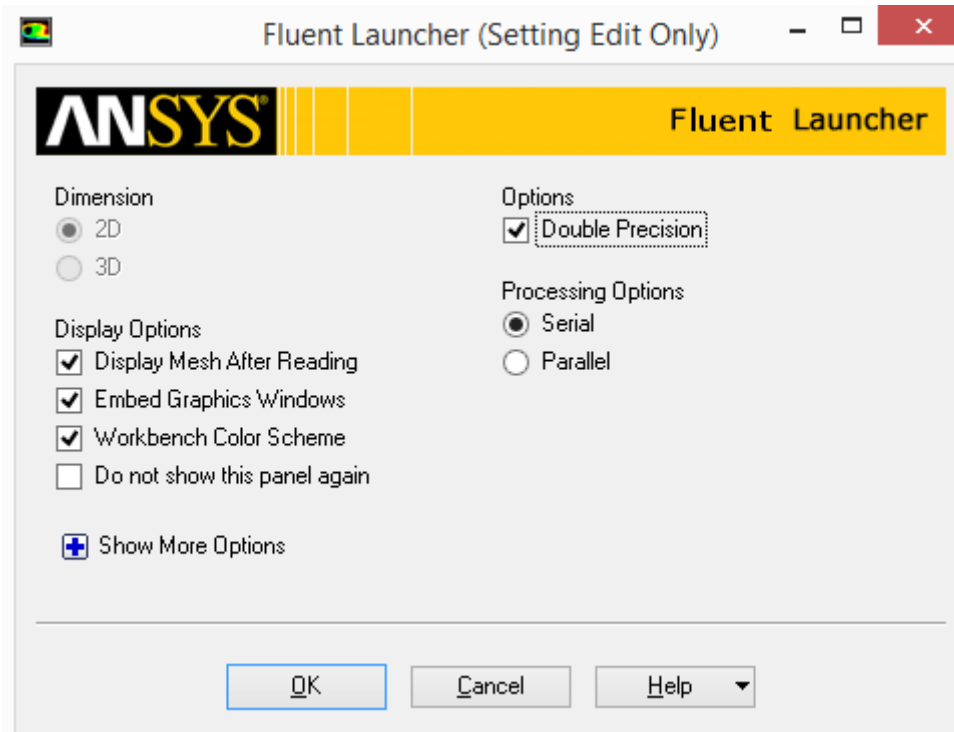 Fluent Launcher (Setting Edit Only)
ANSYS® Fluent Launcher
Dimension
2D
3D
Display Options
Display Mesh After Reading
Embed Graphics Windows
Workbench Color Scheme
Do not show this panel again
Show More Options
Options
Double Precision
Processing Options
Serial
Parallel
OK Cancel Help